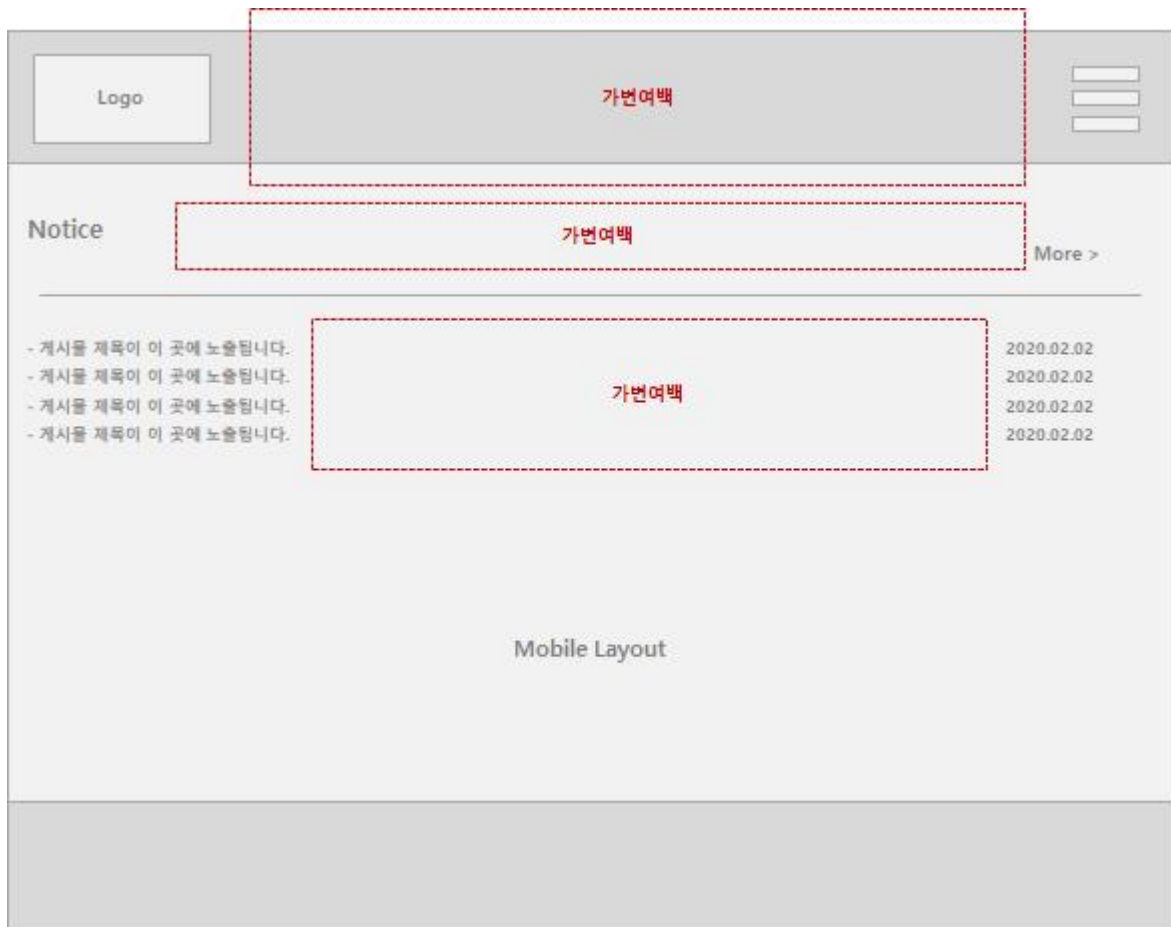 Logo
가변여백
Notice
가변여백
More >
- 게시물 제목이 이 곳에 노출됩니다.
2020.02.02
- 게시물 제목이 이 곳에 노출됩니다.
2020.02.02
- 게시물 제목이 이 곳에 노출됩니다.
2020.02.02
- 게시물 제목이 이 곳에 노출됩니다.
2020.02.02
가변여백
Mobile Layout